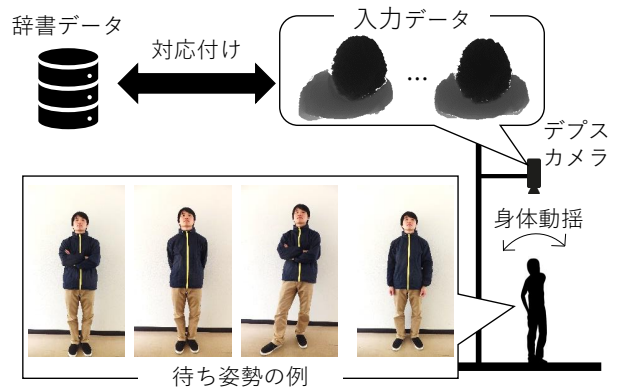 辞書データ
対応付け
入力データ
…
デプス
カメラ
身体動揺
待ち姿勢の例